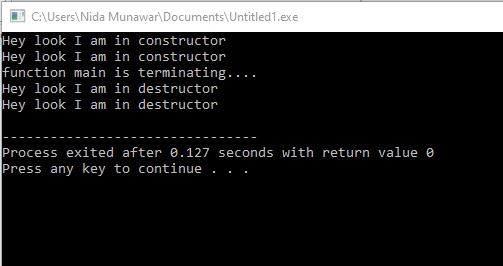 C:\Users\Nida Munawar\Documents\Untitled1.exe
Hey look I am in constructor
Hey look I am in constructor
function main is terminating....
Hey look I am in destructor
Hey look I am in destructor
--------------------------------
Process exited after 0.127 seconds with return value 0
Press any key to continue . . .